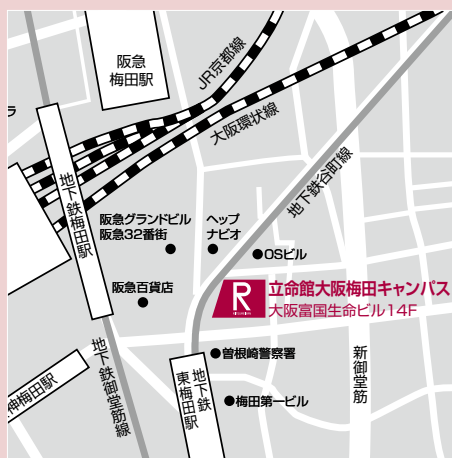 阪急
梅田駅
JR京都線
大阪環状線
ラ
地下鉄梅田駅
地下鉄谷町線
阪急グランドビル
阪急32番街
ヘップ
ナビオ
OSビル
阪急百貨店
R
立命館大阪梅田キャンパス
大阪富国生命ビル14F
地下鉄御堂筋線
神梅田駅
地下鉄
東梅田駅
曽根崎警察署
新御堂筋
梅田第一ビル